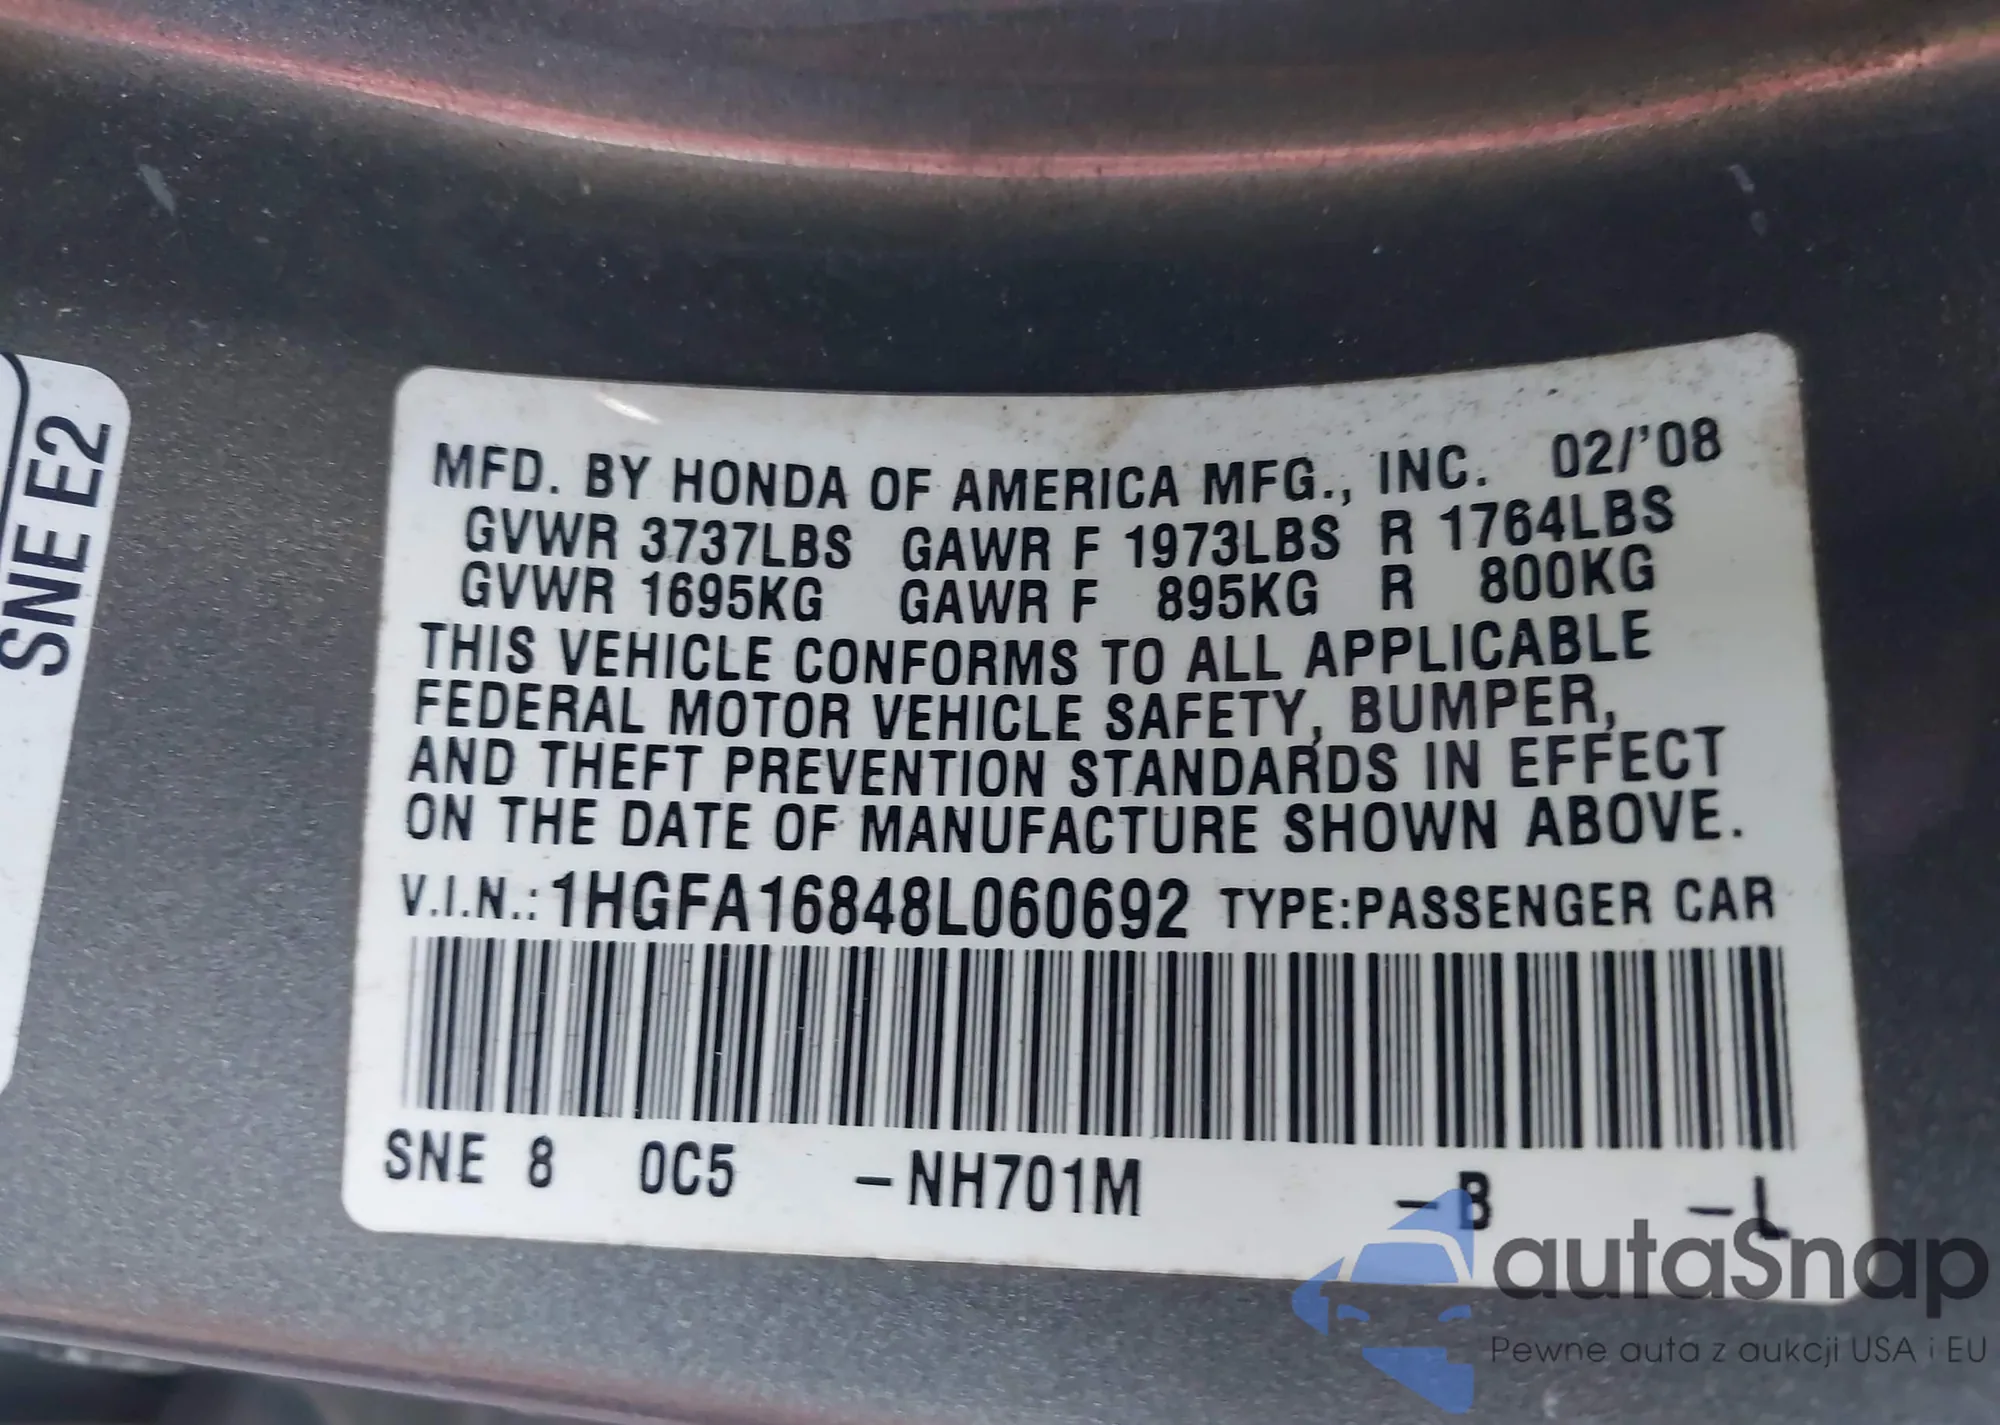 SNE E2
MFD. BY HONDA OF AMERICA MFG., INC. 02/'08
GVWR 3737LBS GAWR F 1973LBS R 1764LBS
GVWR 1695KG GAWR F 895KG R 800KG
THIS VEHICLE CONFORMS TO ALL APPLICABLE
FEDERAL MOTOR VEHICLE SAFETY, BUMPER,
AND THEFT PREVENTION STANDARDS IN EFFECT
ON THE DATE OF MANUFACTURE SHOWN ABOVE.
V.I.N.: 1HGFA16848L060692 TYPE:PASSENGER CAR
SNE 8 0C5 –NH701M –B –L
autaSnap
Pewne auta z aukcji USA i EU